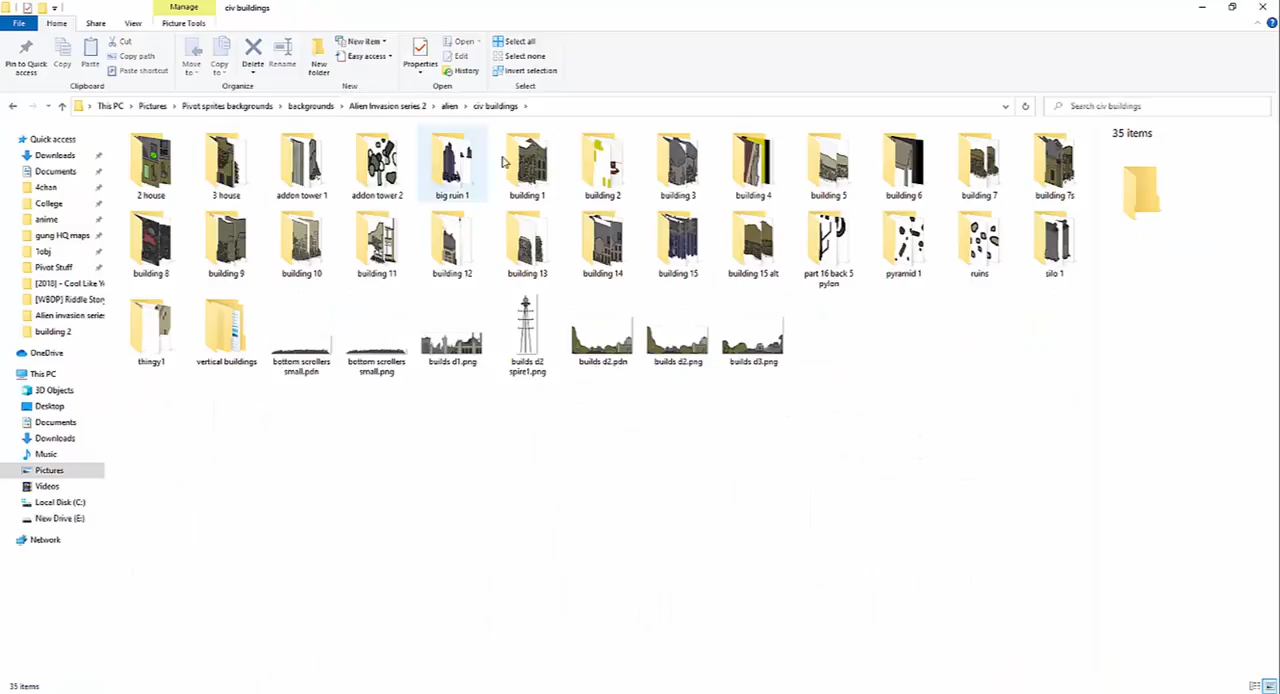 Manage
civ buildings
File
Home
Share
View
Picture Tools
Pin to Quick access
Copy
Paste
Cut
Copy path
Paste shortcut
Move to
Copy to
Delete
Rename
New folder
New item
Easy access
Properties
Open
Edit
History
Select all
Select none
Invert selection
Clipboard
Organize
New
Open
Select
This PC > Pictures > Pivot sprites backgrounds > backgrounds > Alien Invasion series 2 > alien > civ buildings >
Search civ buildings
Quick access
Downloads
Documents
4chan
College
anime
gung HQ maps
1obj
Pivot Stuff
[2018] - Cool Like Y
[WBDP] Riddle Story
Alien invasion series
building 2
OneDrive
This PC
3D Objects
Desktop
Documents
Downloads
Music
Pictures
Videos
Local Disk (C:)
New Drive (E:)
Network
2 house
3 house
addon tower 1
addon tower 2
big ruin 1
building 1
building 2
building 3
building 4
building 5
building 6
building 7
building 7s
building 8
building 9
building 10
building 11
building 12
building 13
building 14
building 15
building 15 alt
part 16 back 5 pylon
pyramid 1
ruins
silo 1
thingy1
vertical buildings
bottom scrollers small.pdn
bottom scrollers small.png
builds d1.png
builds d2 spire1.png
builds d2.pdn
builds d2.png
builds d3.png
35 items
35 items